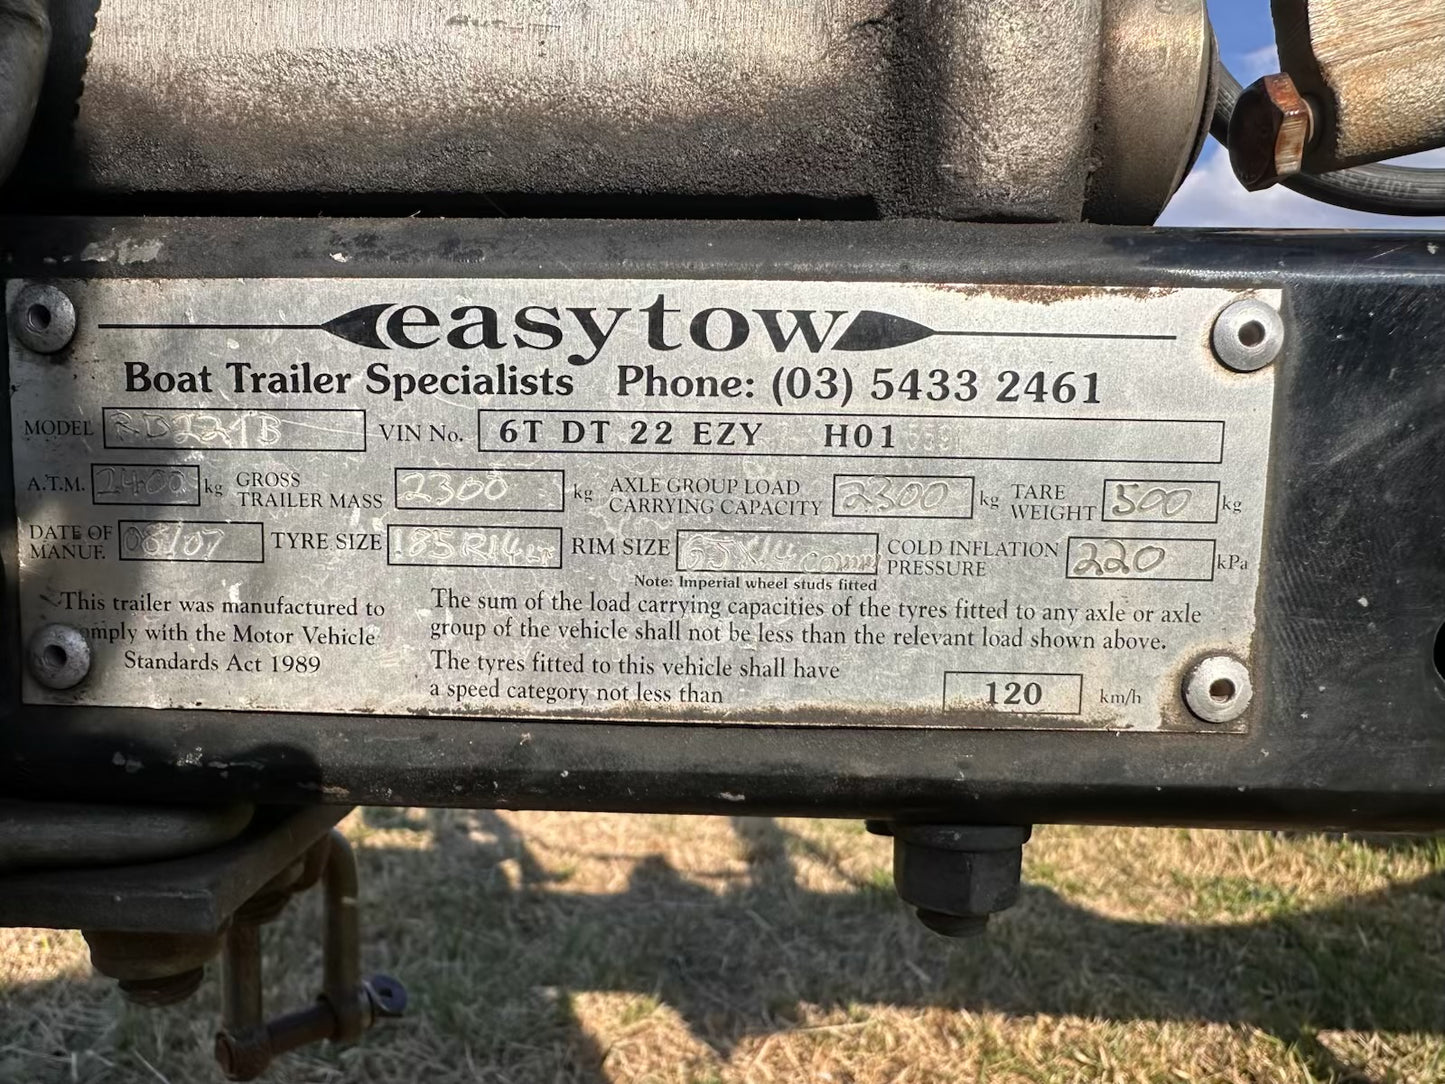 easytow
Boat Trailer Specialists Phone: (03) 5433 2461
MODEL VIN No. 6T DT 22 EZY H01
A.T.M. 2400 kg GROSS TRAILER MASS 2300 kg AXLE GROUP LOAD CARRYING CAPACITY 2300 kg TARE WEIGHT 500 kg
DATE OF MANUF. 08/07 TYRE SIZE 185R14 RIM SIZE COLD INFLATION PRESSURE 220 kPa
Note: Imperial wheel studs fitted
This trailer was manufactured to
comply with the Motor Vehicle
Standards Act 1989
The sum of the load carrying capacities of the tyres fitted to any axle or axle
group of the vehicle shall not be less than the relevant load shown above.
The tyres fitted to this vehicle shall have
a speed category not less than 120 km/h